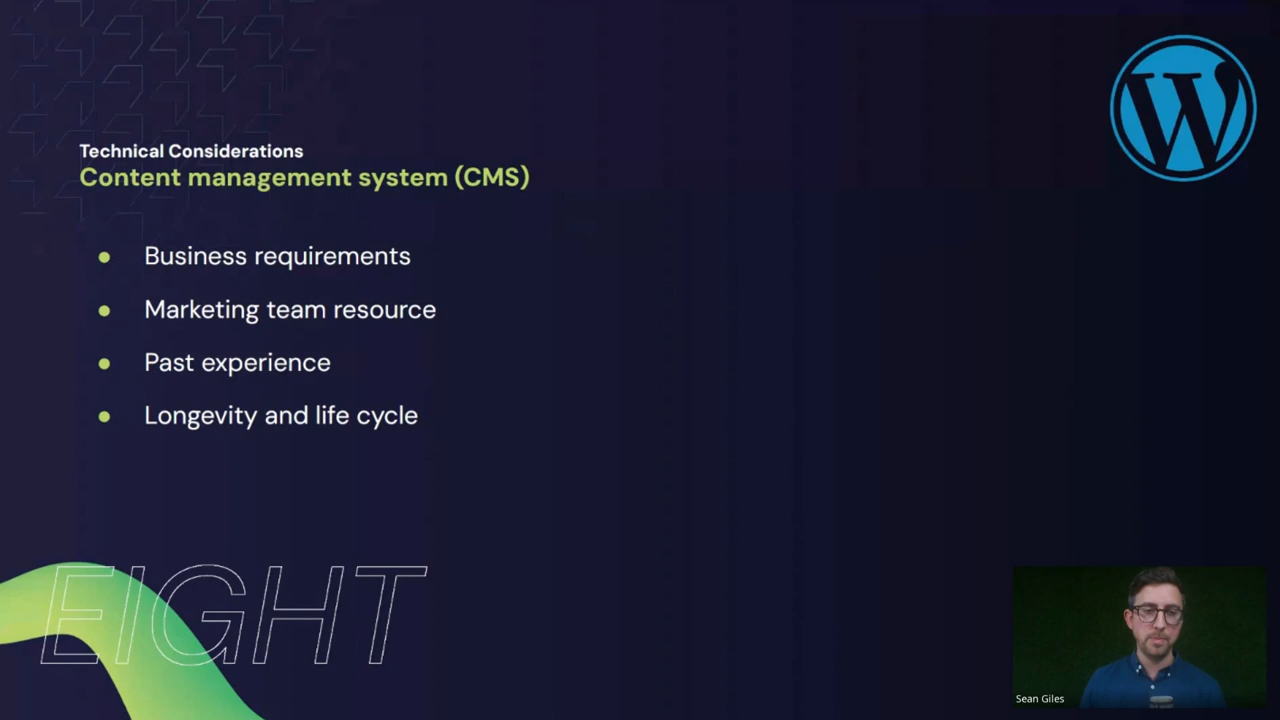 Technical Considerations
Content management system (CMS)
● Business requirements
● Marketing team resource
● Past experience
● Longevity and life cycle
EIGHT
Sean Giles